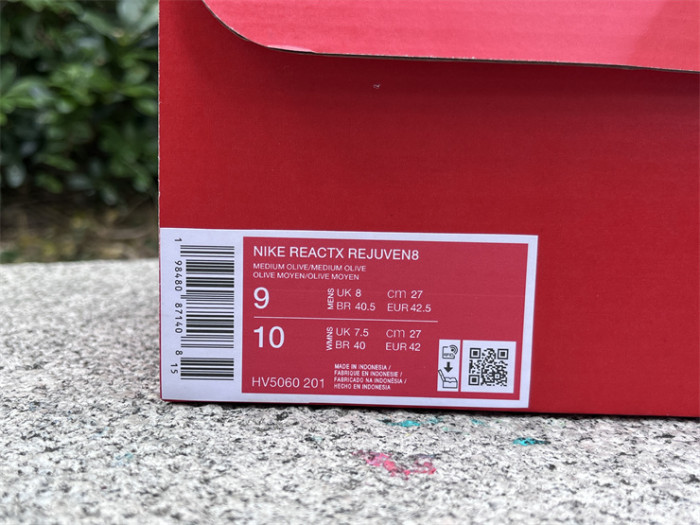 NIKE REACTX REJUVEN8
MEDIUM OLIVE/MEDIUM OLIVE
OLIVE MOYEN/OLIVE MOYEN
9 MENS UK 8 cm 27
BR 40.5 EUR 42.5
10 WMNS UK 7.5 cm 27
BR 40 EUR 42
MADE IN INDONESIA /
FABRIQUE EN INDONESIE /
FABRICADO NA INDONÉSIA /
HECHO EN INDONESIA
HV5060 201
1 98480 87140 8 15